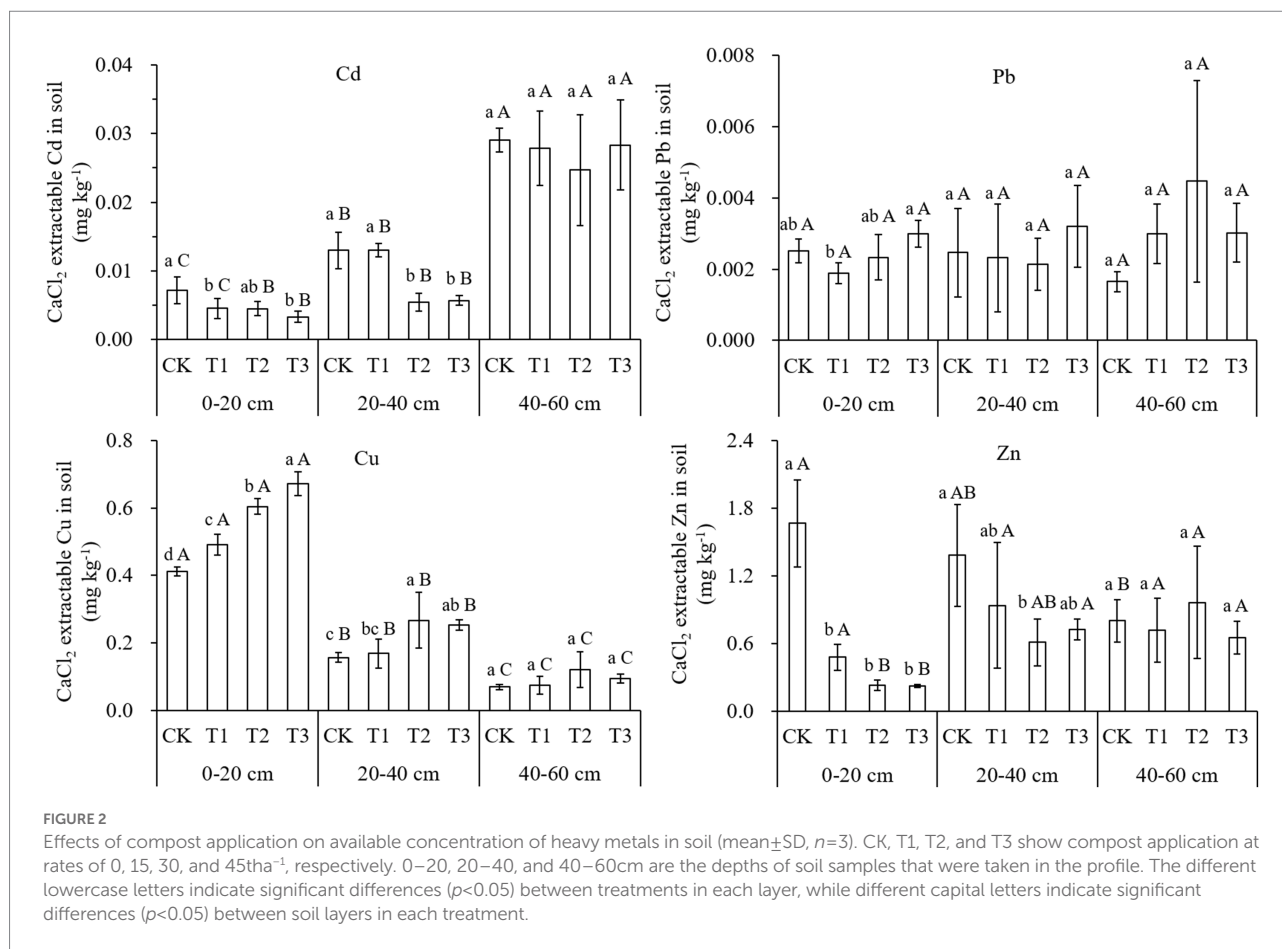 Cd
CaCl₂ extractable Cd in soil
(mg kg⁻¹)
0.04
0.03
0.02
0.01
0.00
a C
b C
ab B
b B
a B
a B
b B
b B
a A
a A
a A
a A
CK T1 T2 T3 CK T1 T2 T3 CK T1 T2 T3
0-20 cm 20-40 cm 40-60 cm
Pb
CaCl₂ extractable Pb in soil
(mg kg⁻¹)
0.008
0.006
0.004
0.002
0.000
ab A
b A
ab A
a A
a A
a A
a A
a A
a A
a A
a A
a A
CK T1 T2 T3 CK T1 T2 T3 CK T1 T2 T3
0-20 cm 20-40 cm 40-60 cm
Cu
CaCl₂ extractable Cu in soil
(mg kg⁻¹)
0.8
0.6
0.4
0.2
0.0
d A
c A
b A
a A
c B
bc B
a B
ab B
a C
a C
a C
a C
CK T1 T2 T3 CK T1 T2 T3 CK T1 T2 T3
0-20 cm 20-40 cm 40-60 cm
Zn
CaCl₂ extractable Zn in soil
(mg kg⁻¹)
2.4
1.8
1.2
0.6
0.0
a A
b A
b B
b B
a AB
ab A
b AB
ab A
a B
a A
a A
a A
CK T1 T2 T3 CK T1 T2 T3 CK T1 T2 T3
0-20 cm 20-40 cm 40-60 cm
FIGURE 2
Effects of compost application on available concentration of heavy metals in soil (mean±SD, n=3). CK, T1, T2, and T3 show compost application at
rates of 0, 15, 30, and 45tha⁻¹, respectively. 0–20, 20–40, and 40–60cm are the depths of soil samples that were taken in the profile. The different
lowercase letters indicate significant differences (p<0.05) between treatments in each layer, while different capital letters indicate significant
differences (p<0.05) between soil layers in each treatment.